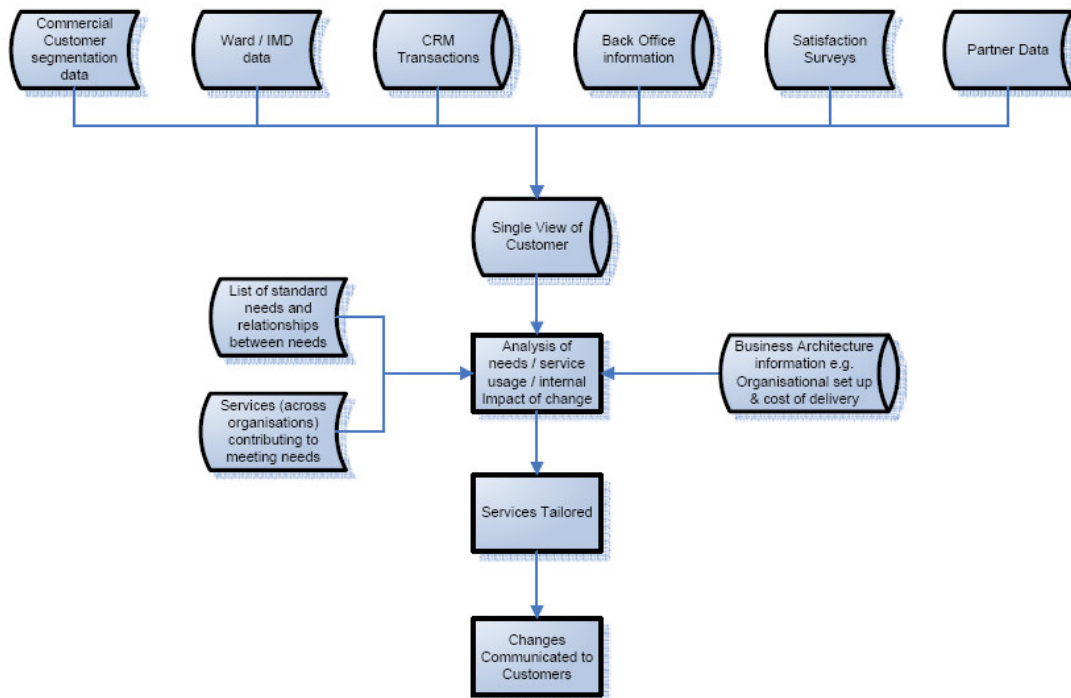 Commercial
Customer
segmentation
data
Ward / IMD
data
CRM
Transactions
Back Office
information
Satisfaction
Surveys
Partner Data
Single View of
Customer
List of standard
needs and
relationships
between needs
Analysis of
needs / service
usage / internal
Impact of change
Business Architecture
information e.g.
Organisational set up
& cost of delivery
Services (across
organisations)
contributing to
meeting needs
Services Tailored
Changes
Communicated to
Customers